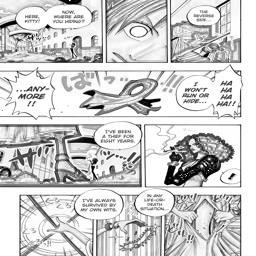 THE
REVERSE
SIDE...
NOW,
WHERE ARE
YOU HIDING?
HERE,
KITTY!
HA
HA
HA
HA!!
I
WON'T
RUN OR
HIDE...
...ANY-
MORE
!!
I'VE BEEN
A THIEF FOR
EIGHT YEARS.
IN ANY
LIFE-OR-
DEATH
SITUATION...
I'VE ALWAYS
SURVIVED BY
MY OWN WITS.